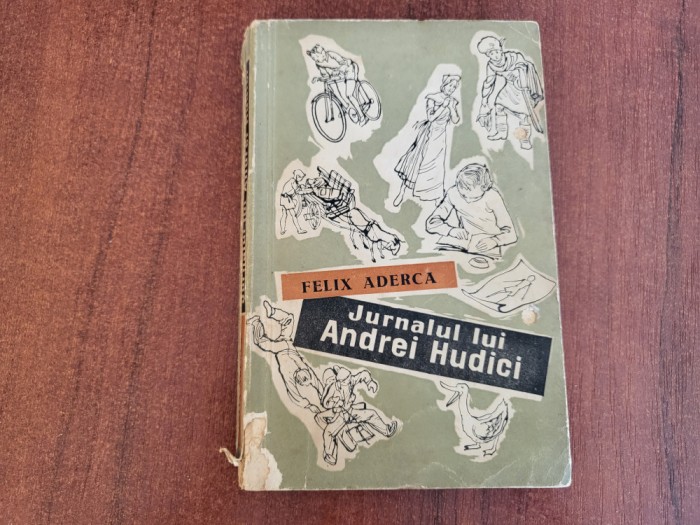 FELIX ADERCA
Jurnalul lui
Andrei Hudici